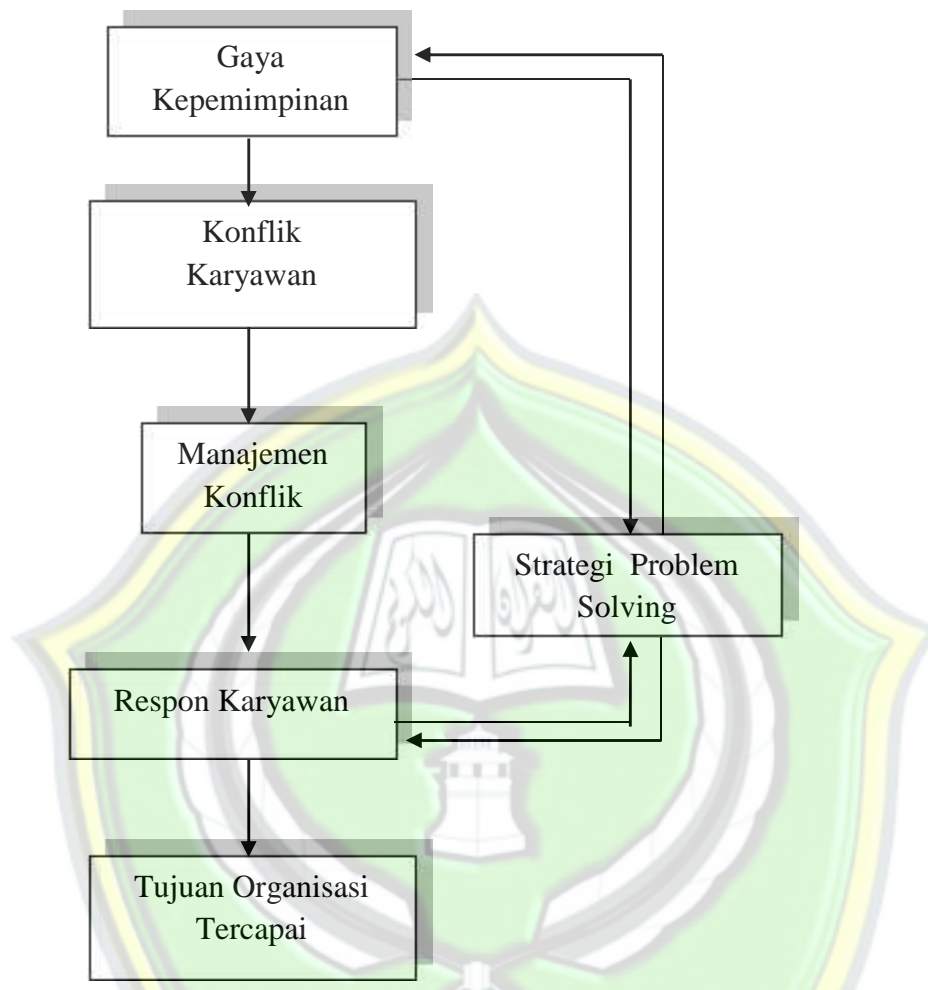 Gaya
Kepemimpinan
Konflik
Karyawan
Manajemen
Konflik
Strategi Problem
Solving
Respon Karyawan
Tujuan Organisasi
Tercapai